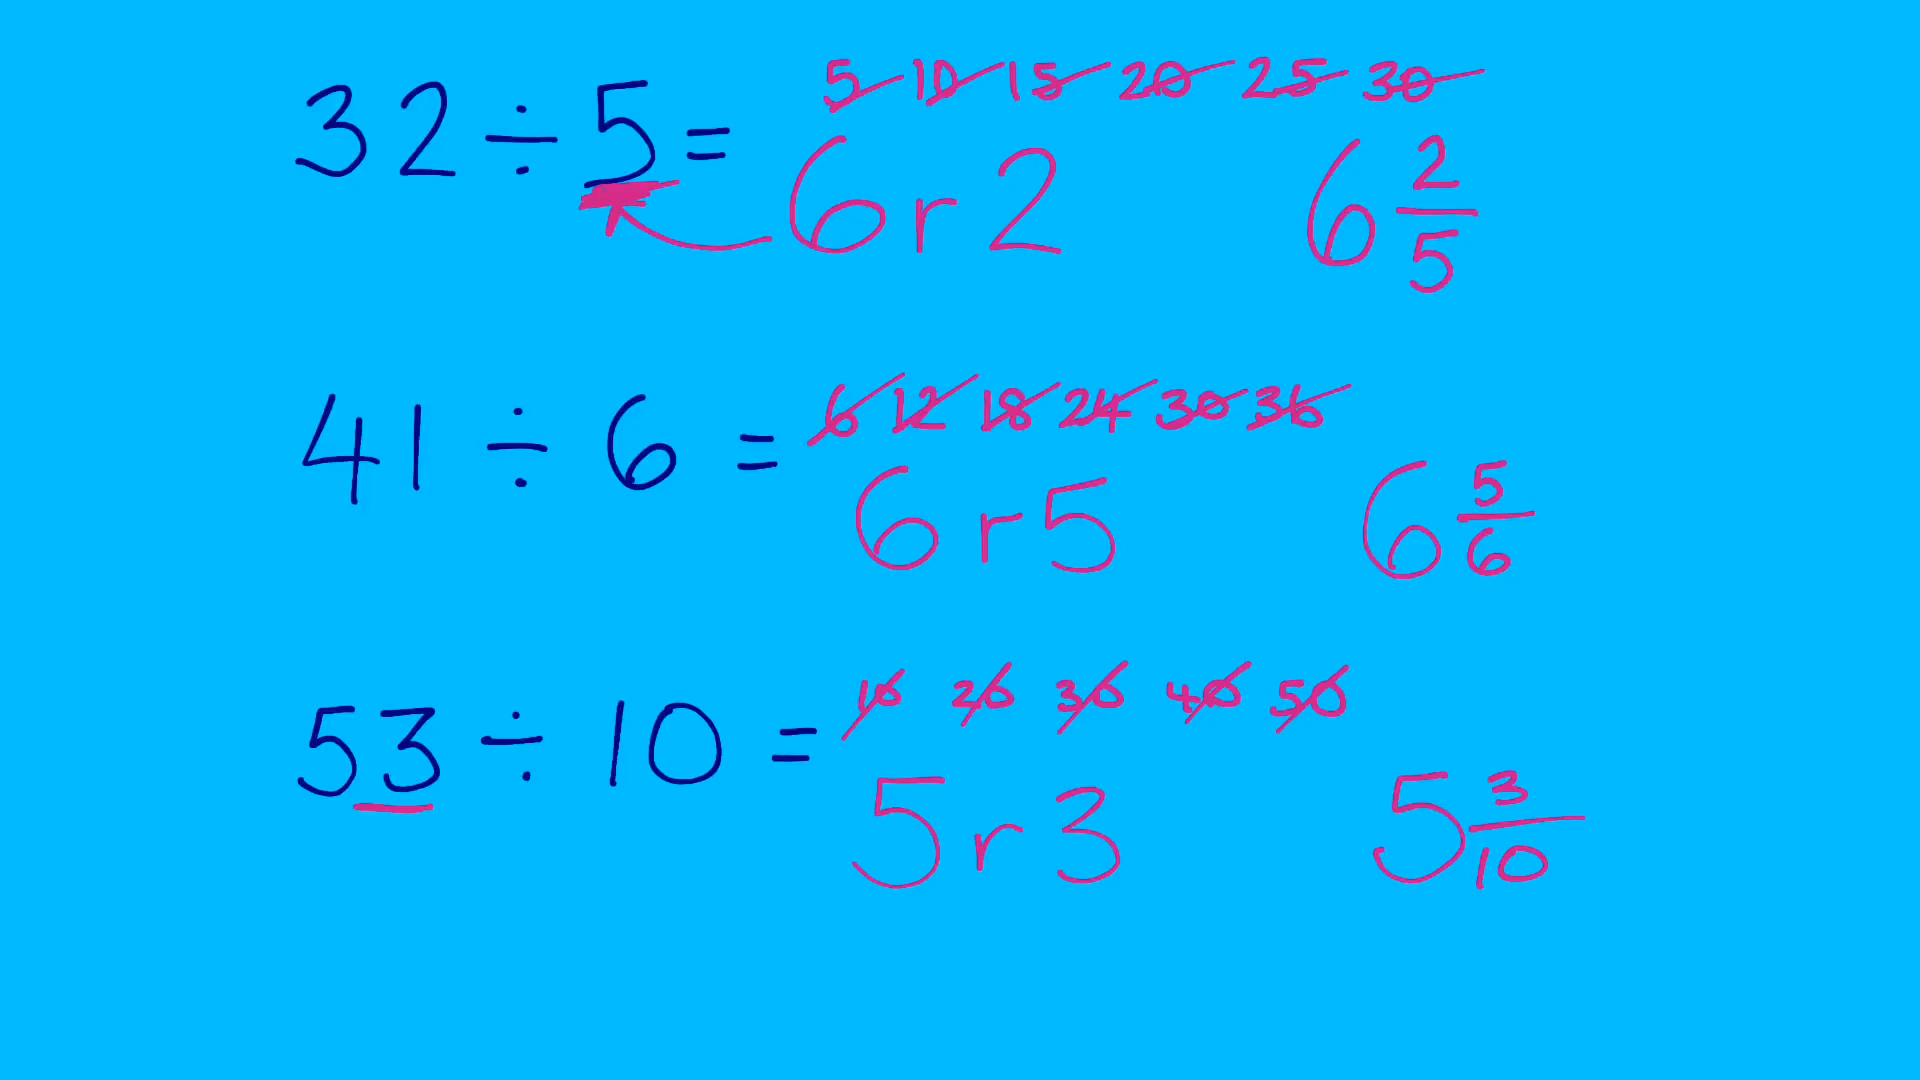 5 10 15 20 25 30
32 ÷ 5 = 6 r 2 6 2/5
6 12 18 24 30 36
41 ÷ 6 = 6 r 5 6 5/6
10 20 30 40 50
53 ÷ 10 = 5 r 3 5 3/10